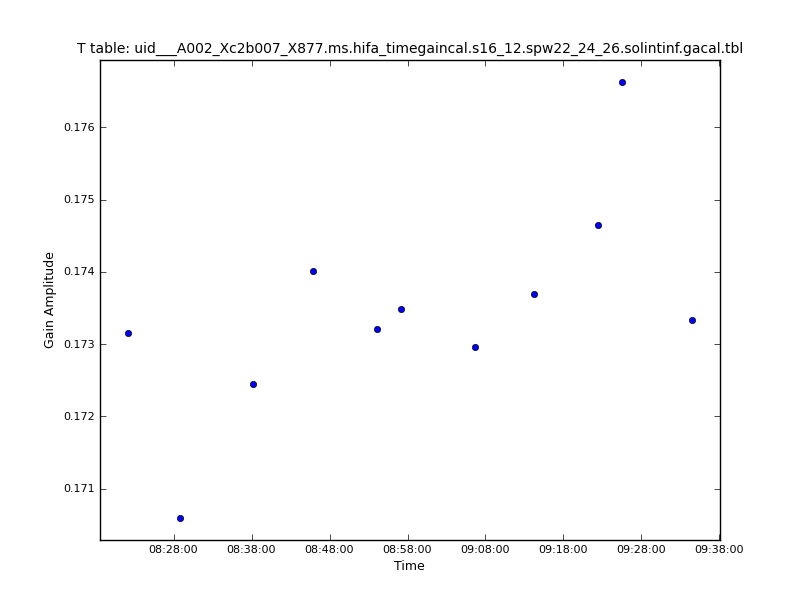 T table: uid___A002_Xc2b007_X877.ms.hifa_timegaincal.s16_12.spw22_24_26.solintinf.gacal.tbl
0.176
0.175
0.174
0.173
0.172
0.171
Gain Amplitude
08:28:00 08:38:00 08:48:00 08:58:00 09:08:00 09:18:00 09:28:00 09:38:00
Time